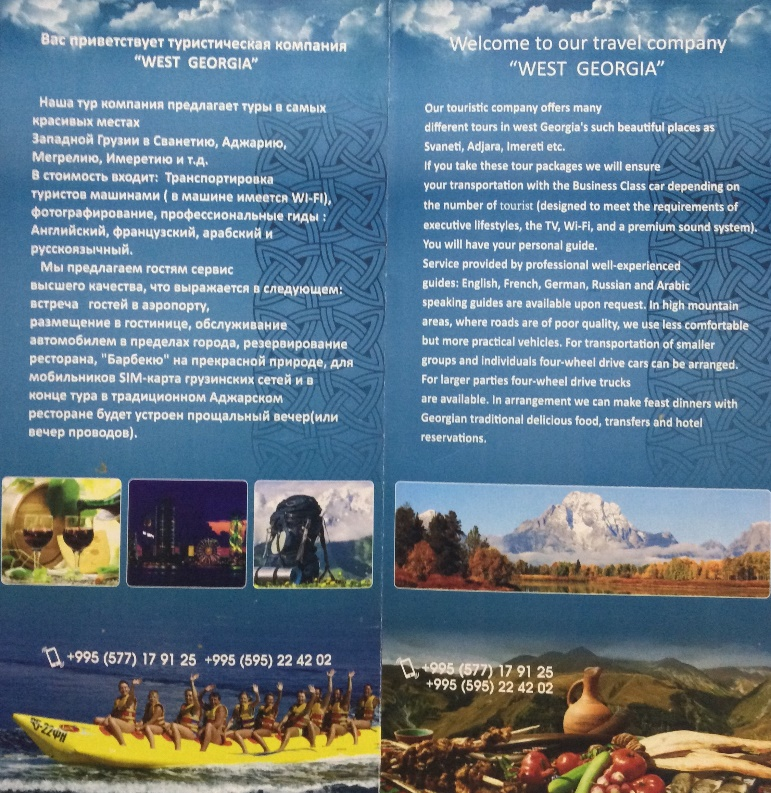 Вас приветствует туристическая компания
“WEST GEORGIA”
Наша тур компания предлагает туры в самых
красивых местах
Западной Грузии в Сванетию, Аджарию,
Мегрелию, Имеретию и т.д.
В стоимость входит: Транспортировка
туристов машинами ( в машине имеется WI-FI),
фотографирование, профессиональные гиды :
Английский, французский, арабский и
русскоязычный.
Мы предлагаем гостям сервис
высшего качества, что выражается в следующем:
встреча гостей в аэропорту,
размещение в гостинице, обслуживание
автомобилем в пределах города, резервирование
ресторана, "Барбекю" на прекрасной природе, для
мобильников SIM-карта грузинских сетей и в
конце тура в традиционном Аджарском
ресторане будет устроен прощальный вечер(или
вечер проводов).
+995 (577) 17 91 25 +995 (595) 22 42 02
Welcome to our travel company
“WEST GEORGIA”
Our touristic company offers many
different tours in west Georgia's such beautiful places as
Svaneti, Adjara, Imereti etc.
If you take these tour packages we will ensure
your transportation with the Business Class car depending on
the number of tourist (designed to meet the requirements of
executive lifestyles, the TV, Wi-Fi, and a premium sound system).
You will have your personal guide.
Service provided by professional well-experienced
guides: English, French, German, Russian and Arabic
speaking guides are available upon request. In high mountain
areas, where roads are of poor quality, we use less comfortable
but more practical vehicles. For transportation of smaller
groups and individuals four-wheel drive cars can be arranged.
For larger parties four-wheel drive trucks
are available. In arrangement we can make feast dinners with
Georgian traditional delicious food, transfers and hotel
reservations.
+995 (577) 17 91 25
+995 (595) 22 42 02